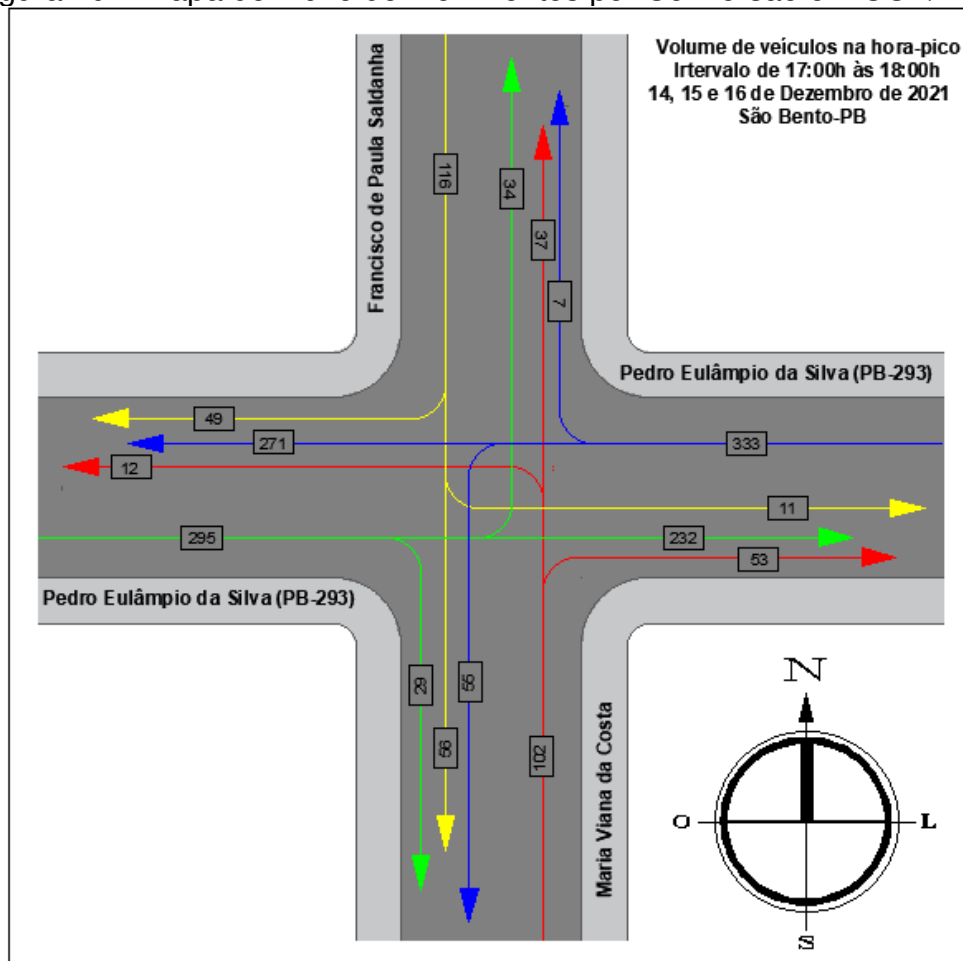 Volume de veículos na hora-pico
Irtervalo de 17:00h às 18:00h
14, 15 e 16 de Dezembro de 2021
São Bento-PB
Francisco de Paula Saldanha
116
34
37
7
Pedro Eulâmpio da Silva (PB-293)
49
271
333
12
11
295
232
53
Pedro Eulâmpio da Silva (PB-293)
29
55
56
102
Maria Viana da Costa
N
O
L
S